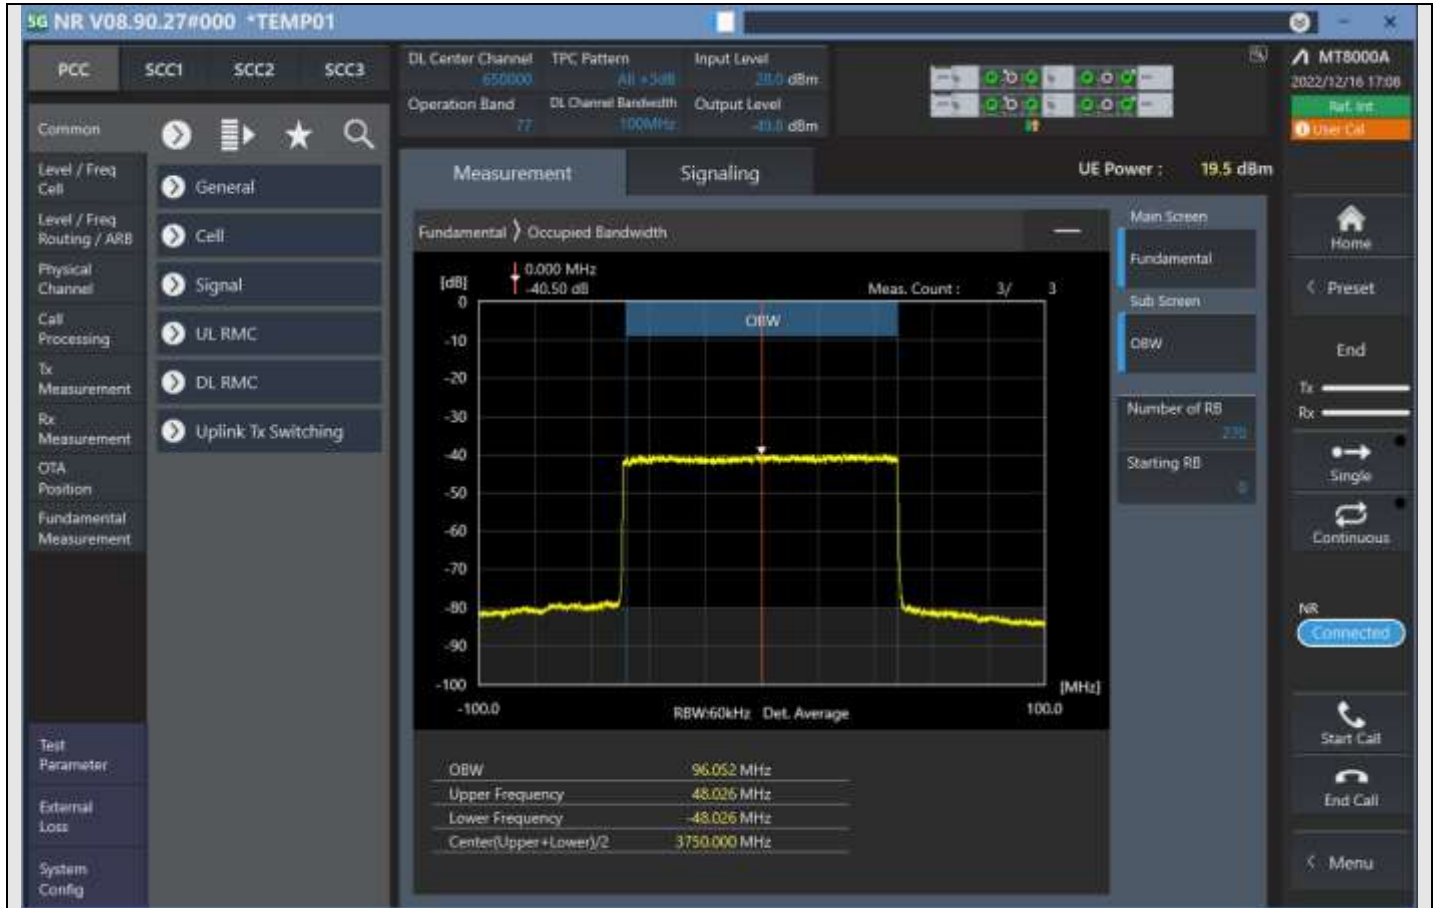 5G NR V08.90.27#000 *TEMP01
PCC SCC1 SCC2 SCC3
DL Center Channel 650000
TPC Pattern All +3dB
Input Level 28.0 dBm
Operation Band 77
DL Channel Bandwidth 100MHz
Output Level dBm
MT8000A
2022/12/16 17:08
Ref. Int.
User Cal
Common
Level / Freq
Cell
Level / Freq
Routing / ARB
Physical
Channel
Call
Processing
Tx
Measurement
Rx
Measurement
OTA
Position
Fundamental
Measurement
Test
Parameter
External
Loss
System
Config
General
Cell
Signal
UL RMC
DL RMC
Uplink Tx Switching
Measurement Signaling
UE Power : 19.5 dBm
Fundamental Occupied Bandwidth
0.000 MHz
-40.50 dB
Meas. Count : 3/ 3
[dB]
OBW
0
-10
-20
-30
-40
-50
-60
-70
-80
-90
-100
[MHz]
-100.0 RBW:60kHz Det. Average 100.0
OBW 96.052 MHz
Upper Frequency 48.026 MHz
Lower Frequency -48.026 MHz
Center(Upper+Lower)/2 3750.000 MHz
Main Screen
Fundamental
Sub Screen
OBW
Number of RB
270
Starting RB
0
Home
Preset
End
Tx
Rx
Single
Continuous
NR
Connected
Start Call
End Call
Menu